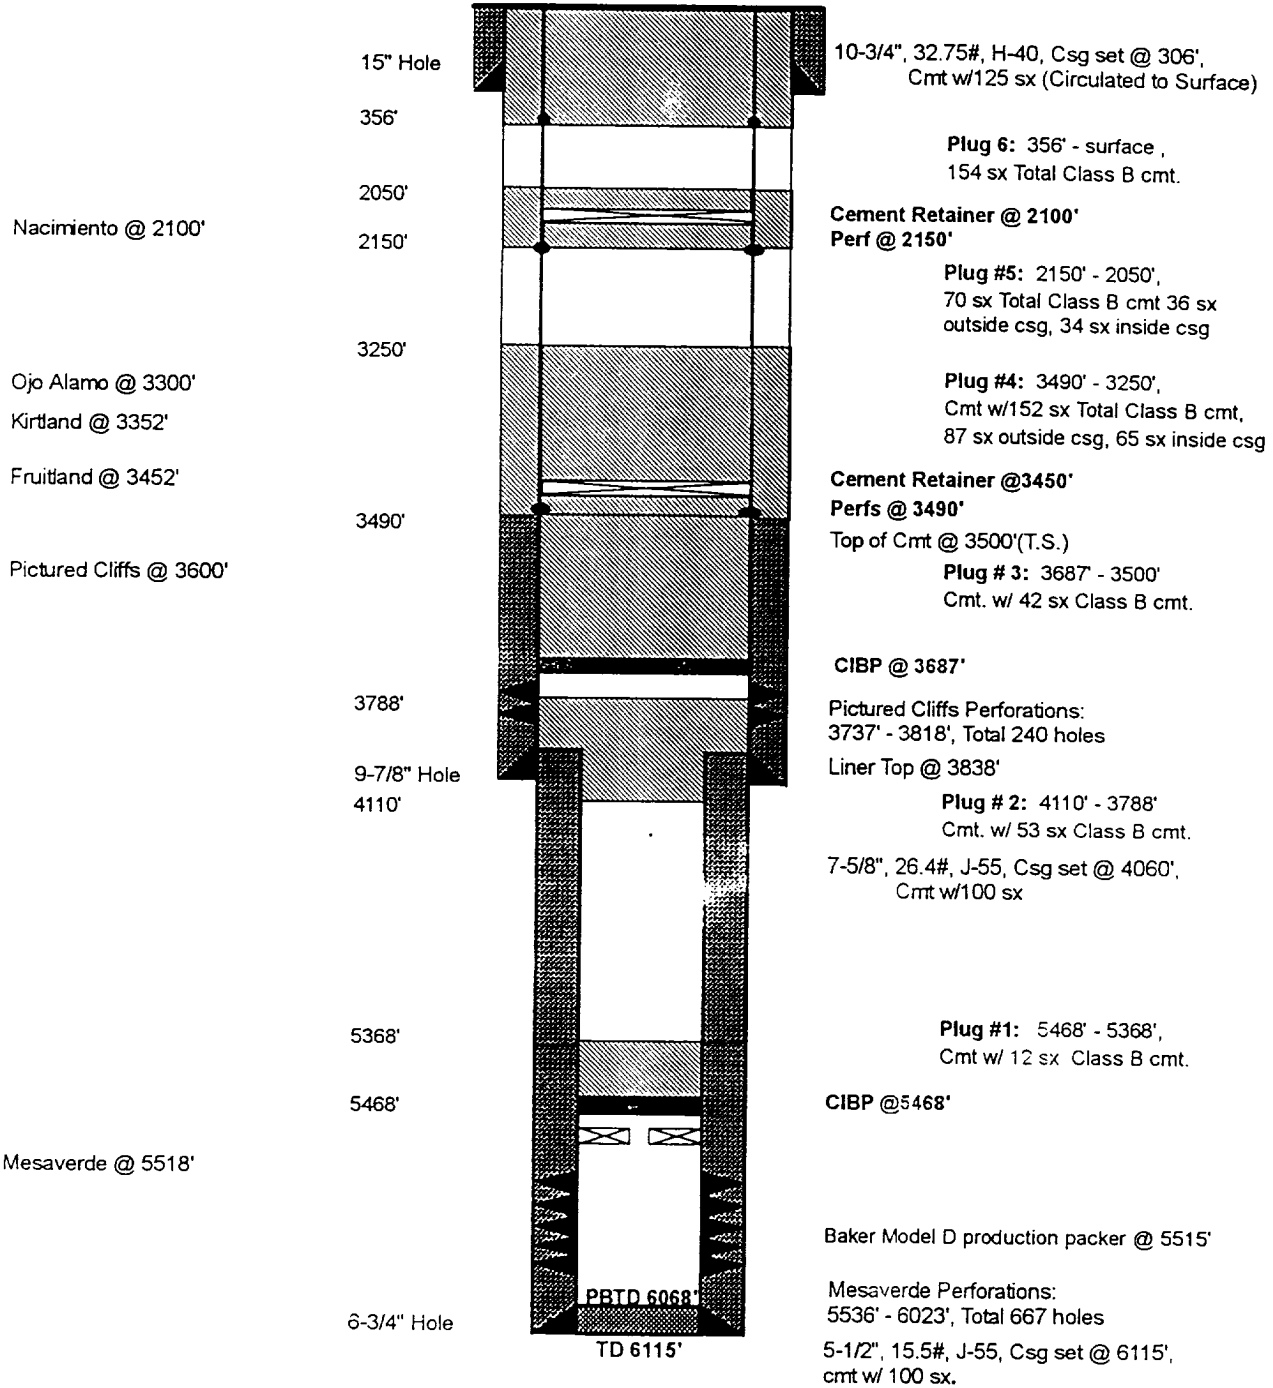 15" Hole
10-3/4", 32.75#, H-40, Csg set @ 306',
Cmt w/125 sx (Circulated to Surface)
356'
Plug 6: 356' - surface ,
154 sx Total Class B cmt.
2050'
Nacimiento @ 2100'
Cement Retainer @ 2100'
2150'
Perf @ 2150'
Plug #5: 2150' - 2050',
70 sx Total Class B cmt 36 sx
outside csg, 34 sx inside csg
3250'
Ojo Alamo @ 3300'
Plug #4: 3490' - 3250',
Cmt w/152 sx Total Class B cmt,
87 sx outside csg, 65 sx inside csg
Kirtland @ 3352'
Fruitland @ 3452'
Cement Retainer @3450'
Perfs @ 3490'
3490'
Top of Cmt @ 3500'(T.S.)
Pictured Cliffs @ 3600'
Plug # 3: 3687' - 3500'
Cmt. w/ 42 sx Class B cmt.
CIBP @ 3687'
3788'
Pictured Cliffs Perforations:
3737' - 3818', Total 240 holes
Liner Top @ 3838'
9-7/8" Hole
4110'
Plug # 2: 4110' - 3788'
Cmt. w/ 53 sx Class B cmt.
7-5/8", 26.4#, J-55, Csg set @ 4060',
Cmt w/100 sx
5368'
Plug #1: 5468' - 5368',
Cmt w/ 12 sx Class B cmt.
5468'
CIBP @5468'
Mesaverde @ 5518'
Baker Model D production packer @ 5515'
Mesaverde Perforations:
5536' - 6023', Total 667 holes
PBTD 6068'
6-3/4" Hole
TD 6115'
5-1/2", 15.5#, J-55, Csg set @ 6115',
cmt w/ 100 sx.